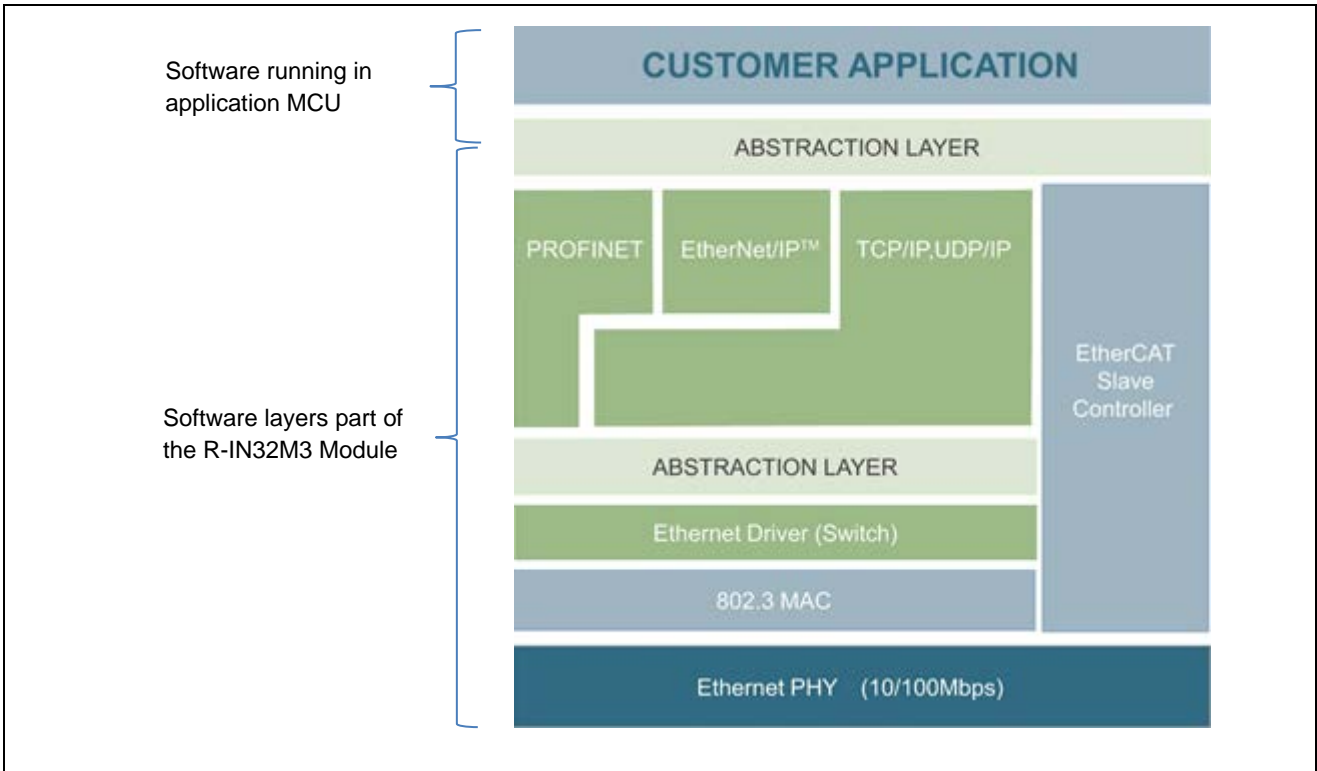 CUSTOMER APPLICATION
Software running in
application MCU
ABSTRACTION LAYER
PROFINET
EtherNet/IP™
TCP/IP,UDP/IP
EtherCAT
Slave
Controller
Software layers part of
the R-IN32M3 Module
ABSTRACTION LAYER
Ethernet Driver (Switch)
802.3 MAC
Ethernet PHY (10/100Mbps)